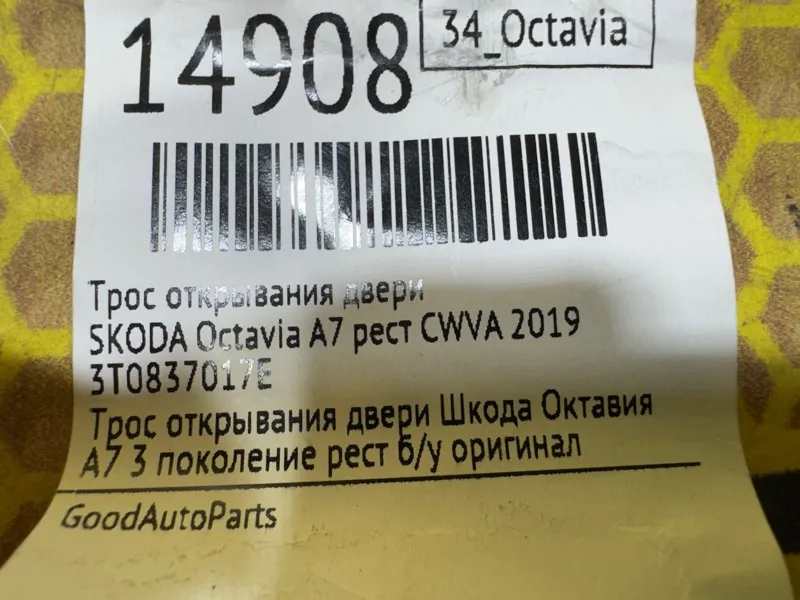 14908
34_Octavia
Трос открывания двери
SKODA Octavia A7 рест CWVA 2019
3T0837017E
Трос открывания двери Шкода Октавия
А7 3 поколение рест б/у оригинал
GoodAutoParts